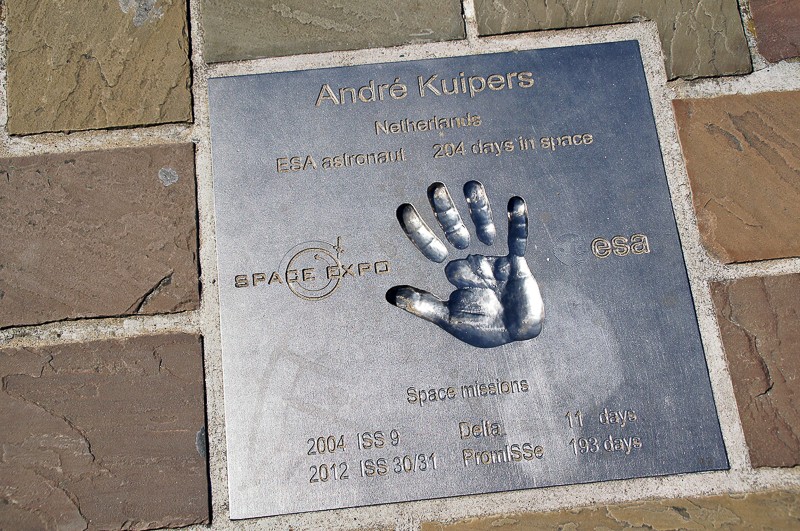 André Kuipers
Netherlands
ESA astronaut 204 days in space
SPACE EXPO
esa
Space missions
2004 ISS 9 Delta 11 days
2012 ISS 30/31 PromISSe 193 days